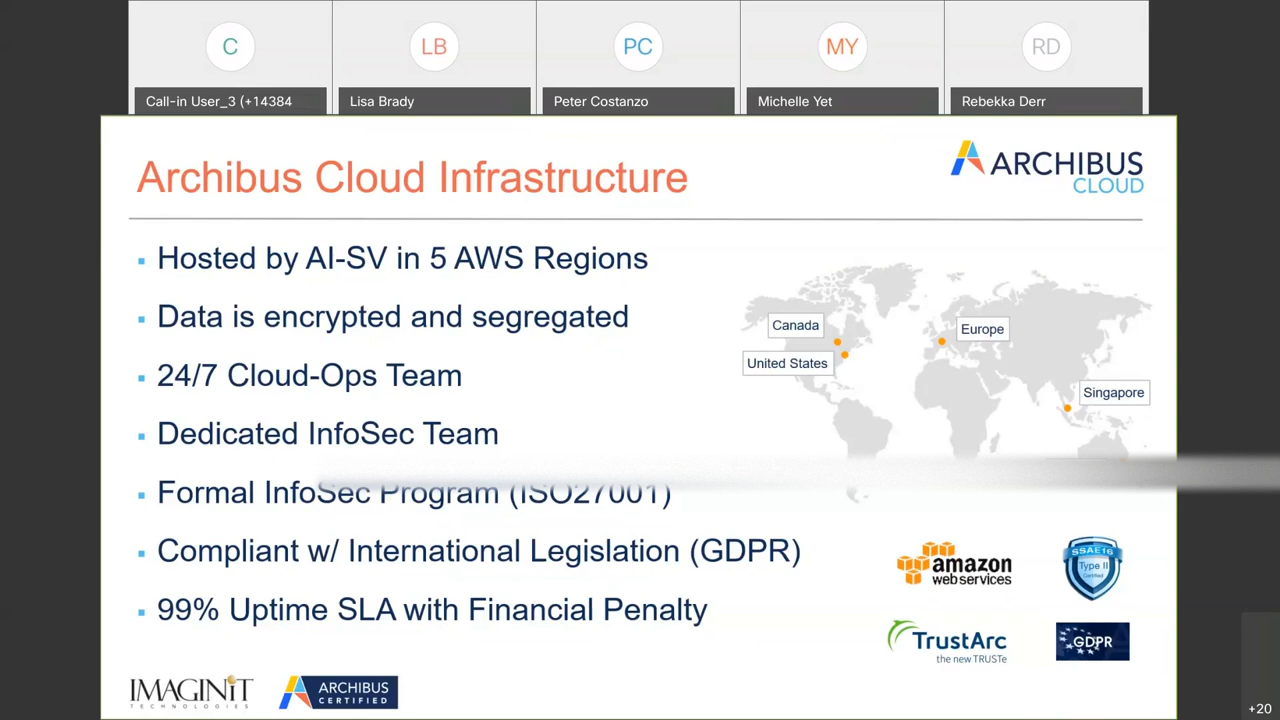 C
LB
PC
MY
RD
Call-in User_3 (+14384
Lisa Brady
Peter Costanzo
Michelle Yet
Rebekka Derr
Archibus Cloud Infrastructure
ARCHIBUS
CLOUD
Hosted by AI-SV in 5 AWS Regions
Data is encrypted and segregated
24/7 Cloud-Ops Team
Dedicated InfoSec Team
Formal InfoSec Program (ISO27001)
Compliant w/ International Legislation (GDPR)
99% Uptime SLA with Financial Penalty
Canada
United States
Europe
Singapore
amazon
web services
SSAE16
Type II
Certified
TrustArc
the new TRUSTe
GDPR
IMAGINiT
TECHNOLOGIES
ARCHIBUS
CERTIFIED
+20